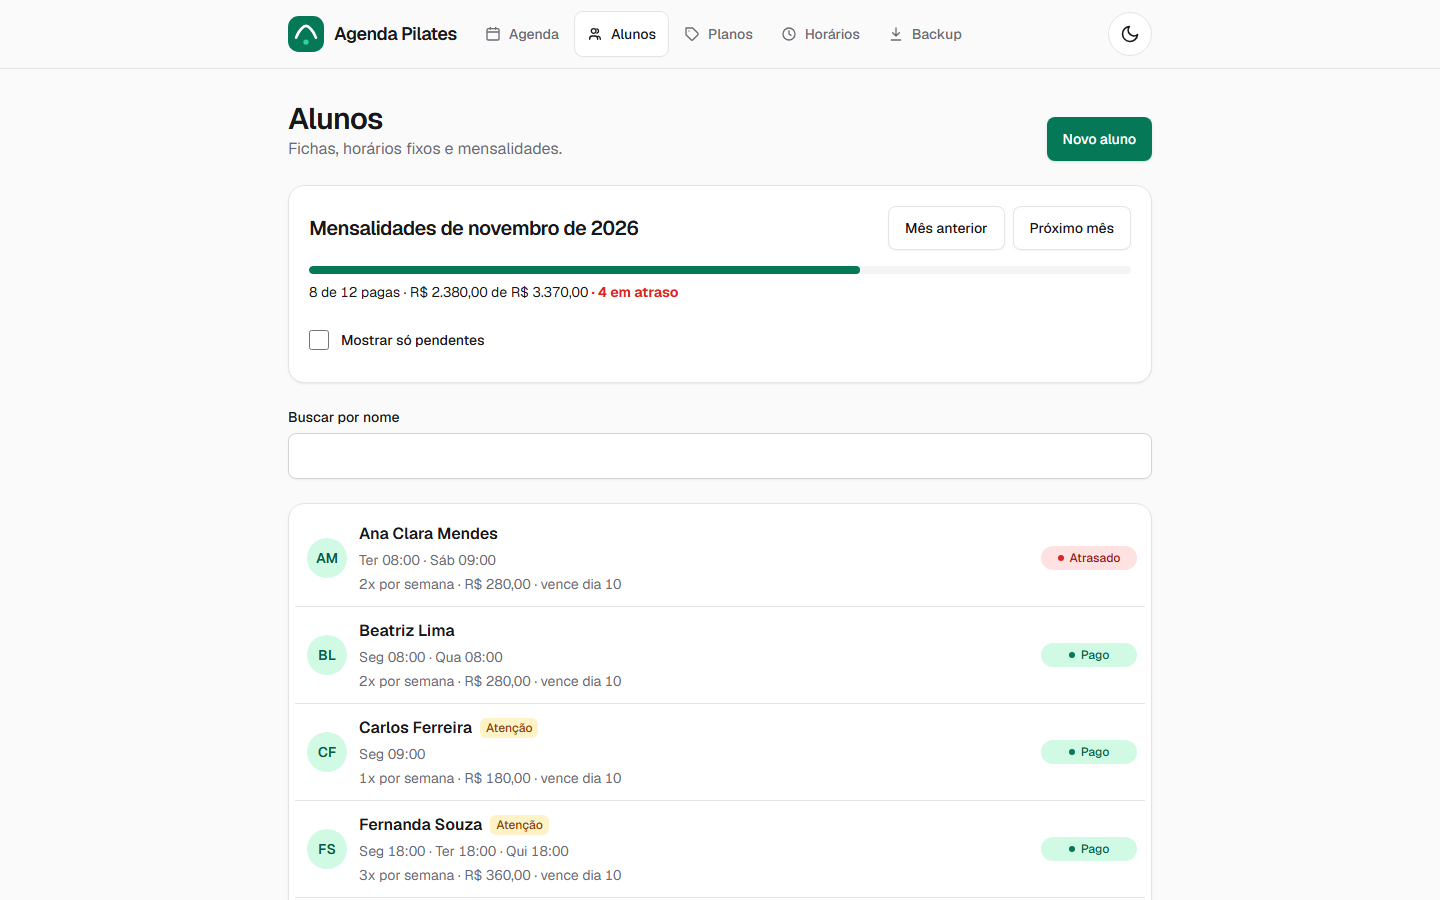 Agenda Pilates
Agenda
Alunos
Planos
Horários
Backup
Alunos
Fichas, horários fixos e mensalidades.
Novo aluno
Mensalidades de novembro de 2026
Mês anterior
Próximo mês
8 de 12 pagas · R$ 2.380,00 de R$ 3.370,00 · 4 em atraso
Mostrar só pendentes
Buscar por nome
AM
Ana Clara Mendes
Ter 08:00 · Sáb 09:00
2x por semana · R$ 280,00 · vence dia 10
Atrasado
BL
Beatriz Lima
Seg 08:00 · Qua 08:00
2x por semana · R$ 280,00 · vence dia 10
Pago
CF
Carlos Ferreira Atenção
Seg 09:00
1x por semana · R$ 180,00 · vence dia 10
Pago
FS
Fernanda Souza Atenção
Seg 18:00 · Ter 18:00 · Qui 18:00
3x por semana · R$ 360,00 · vence dia 10
Pago